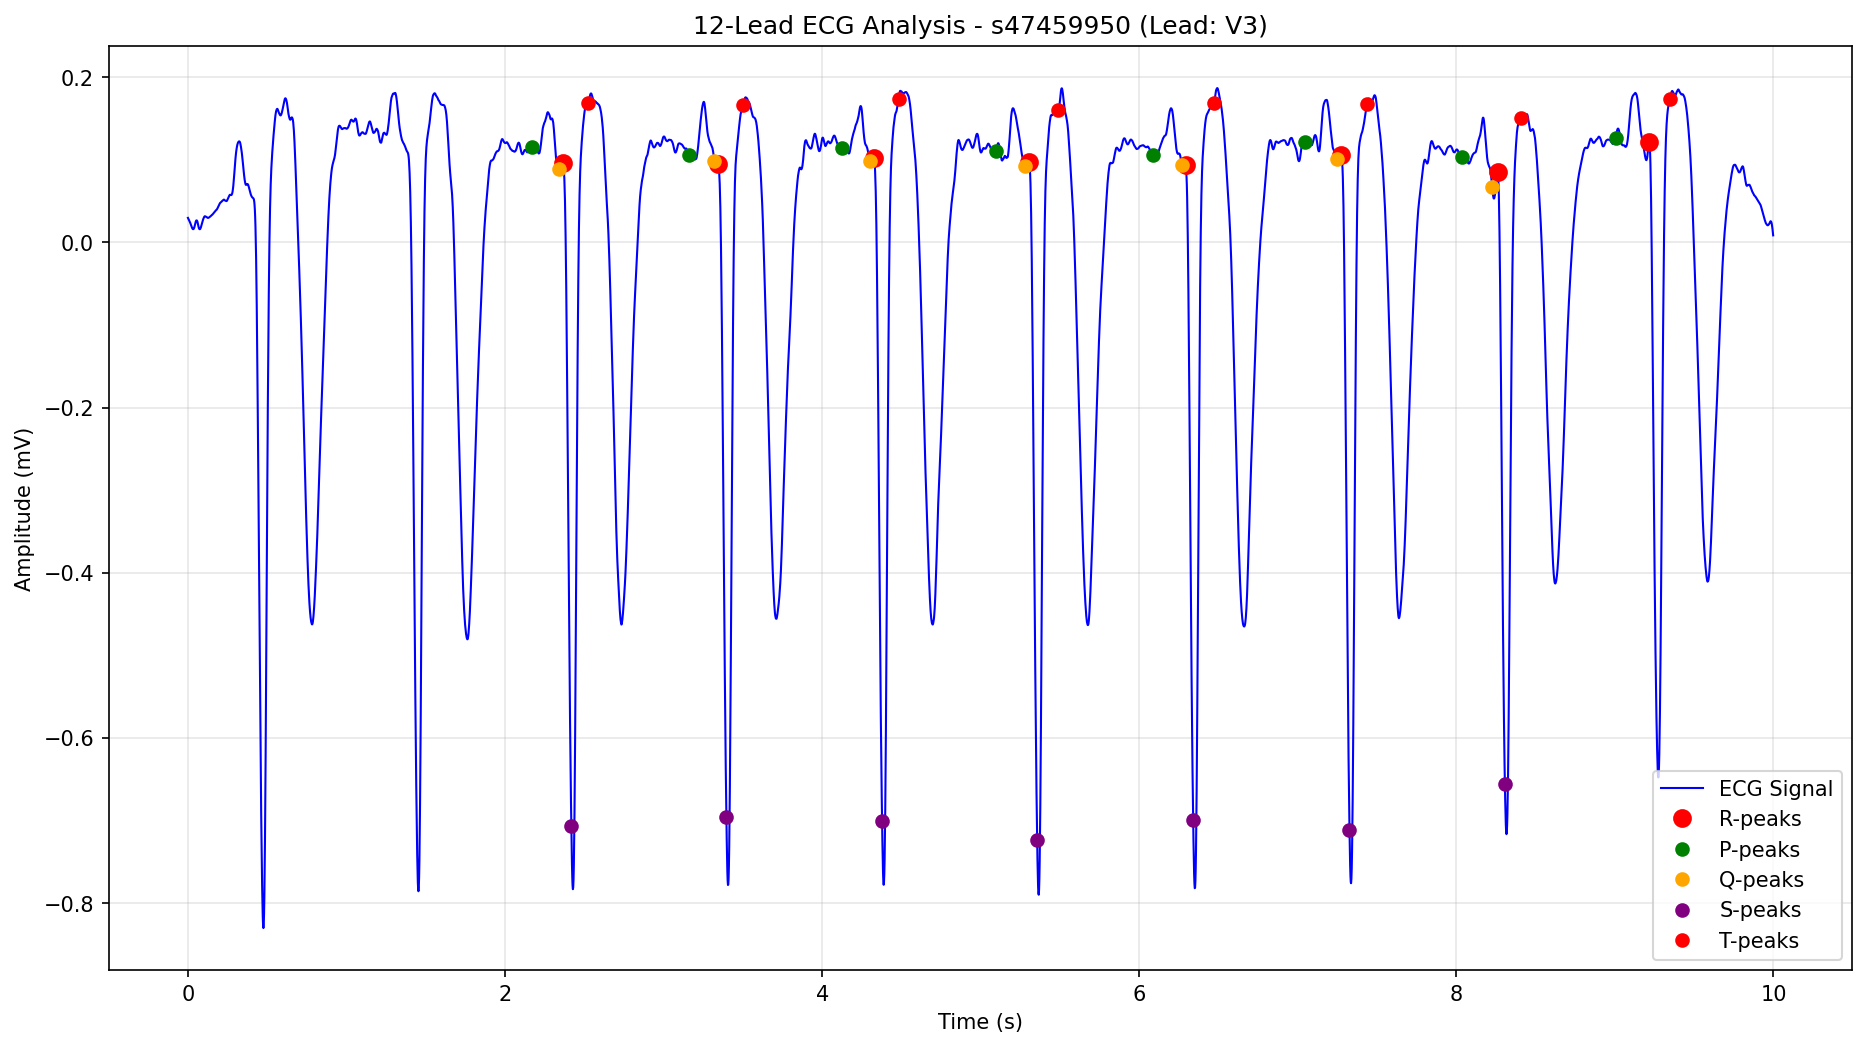 12-Lead ECG Analysis - s47459950 (Lead: V3)
0.2
0.0
−0.2
−0.4
−0.6
−0.8
Amplitude (mV)
ECG Signal
R-peaks
P-peaks
Q-peaks
S-peaks
T-peaks
0 2 4 6 8 10
Time (s)